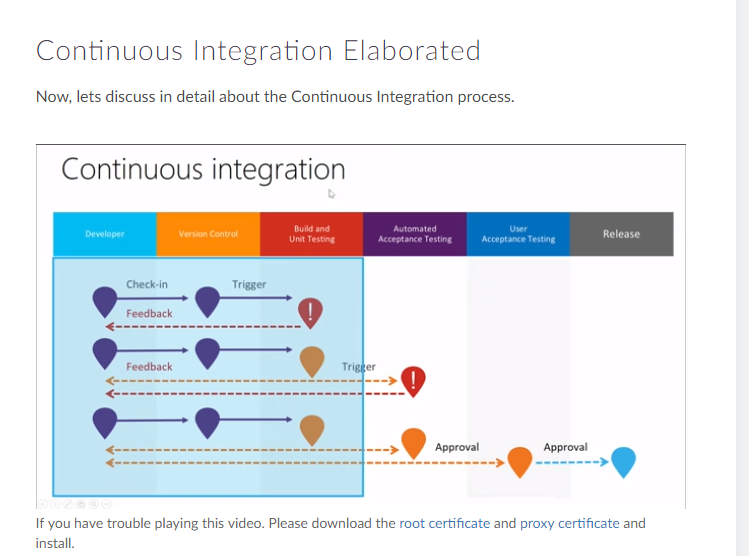 Continuous Integration Elaborated
Now, lets discuss in detail about the Continuous Integration process.
Continuous integration
Developer
Version Control
Build and
Unit Testing
Automated
Acceptance Testing
User
Acceptance Testing
Release
Check-in
Trigger
Feedback
!
Feedback
Trigger
!
Approval
Approval
If you have trouble playing this video. Please download the root certificate and proxy certificate and
install.